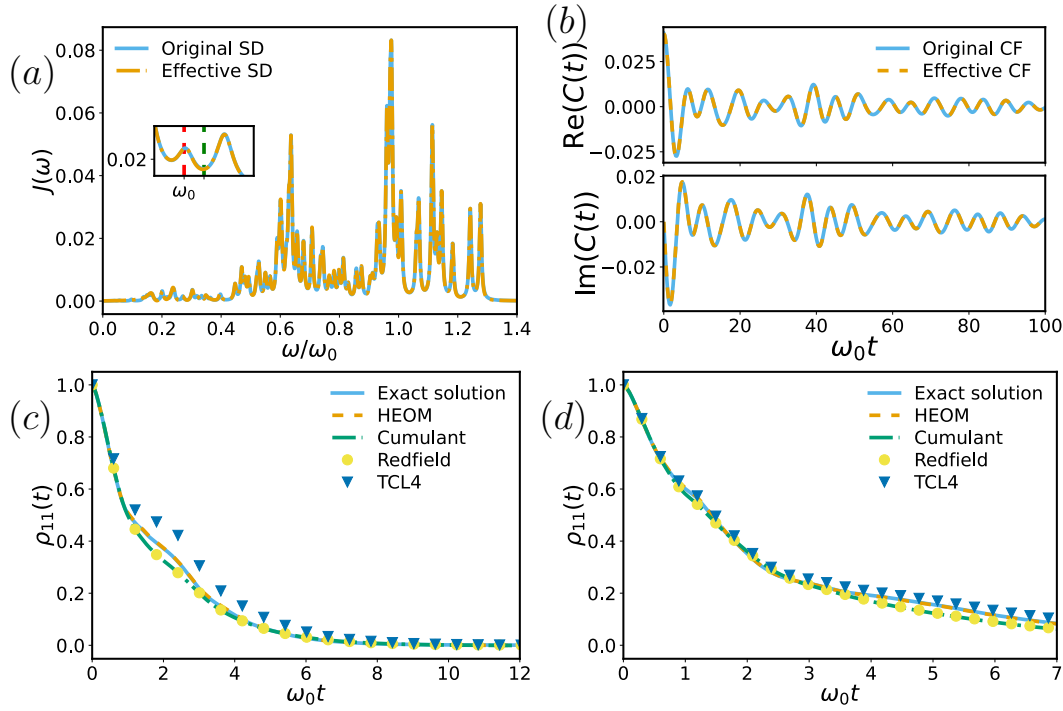 (a)
J(ω)
0.08
0.06
0.04
0.02
0.00
Original SD
Effective SD
0.02
ω₀
0.0 0.2 0.4 0.6 0.8 1.0 1.2 1.4
ω/ω₀
(b)
Re(C(t))
0.025
0.000
−0.025
Original CF
Effective CF
Im(C(t))
0.02
0.00
−0.02
0 20 40 60 80 100
ω₀t
(c)
ρ₁₁(t)
1.0
0.8
0.6
0.4
0.2
0.0
Exact solution
HEOM
Cumulant
Redfield
TCL4
0 2 4 6 8 10 12
ω₀t
(d)
ρ₁₁(t)
1.0
0.8
0.6
0.4
0.2
0.0
Exact solution
HEOM
Cumulant
Redfield
TCL4
0 1 2 3 4 5 6 7
ω₀t